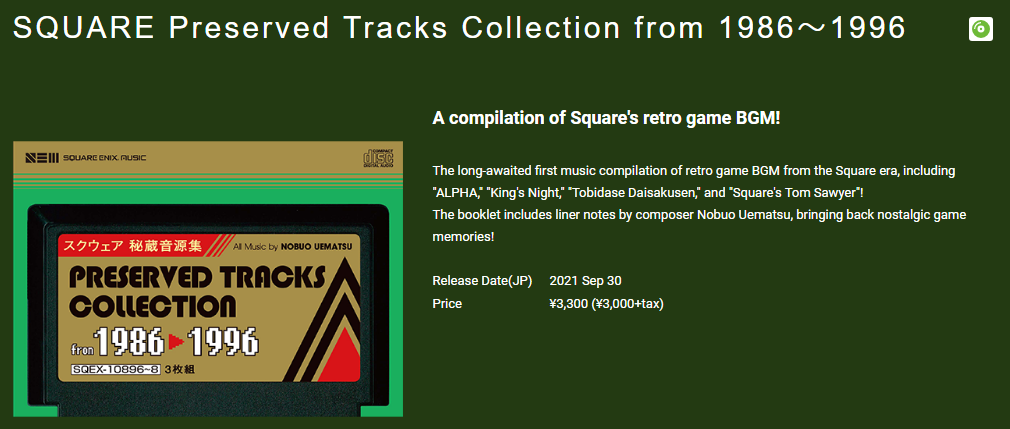 SQUARE Preserved Tracks Collection from 1986～1996
A compilation of Square's retro game BGM!
The long-awaited first music compilation of retro game BGM from the Square era, including
"ALPHA," "King's Night," "Tobidase Daisakusen," and "Square's Tom Sawyer"!
The booklet includes liner notes by composer Nobuo Uematsu, bringing back nostalgic game
memories!
Release Date(JP) 2021 Sep 30
Price ¥3,300 (¥3,000+tax)
SQUARE ENIX MUSIC
COMPACT
disc
DIGITAL AUDIO
スクウェア 秘蔵音源集
All Music by NOBUO UEMATSU
PRESERVED TRACKS
COLLECTION
from 1986▶1996
SQEX-10896~8 3枚組